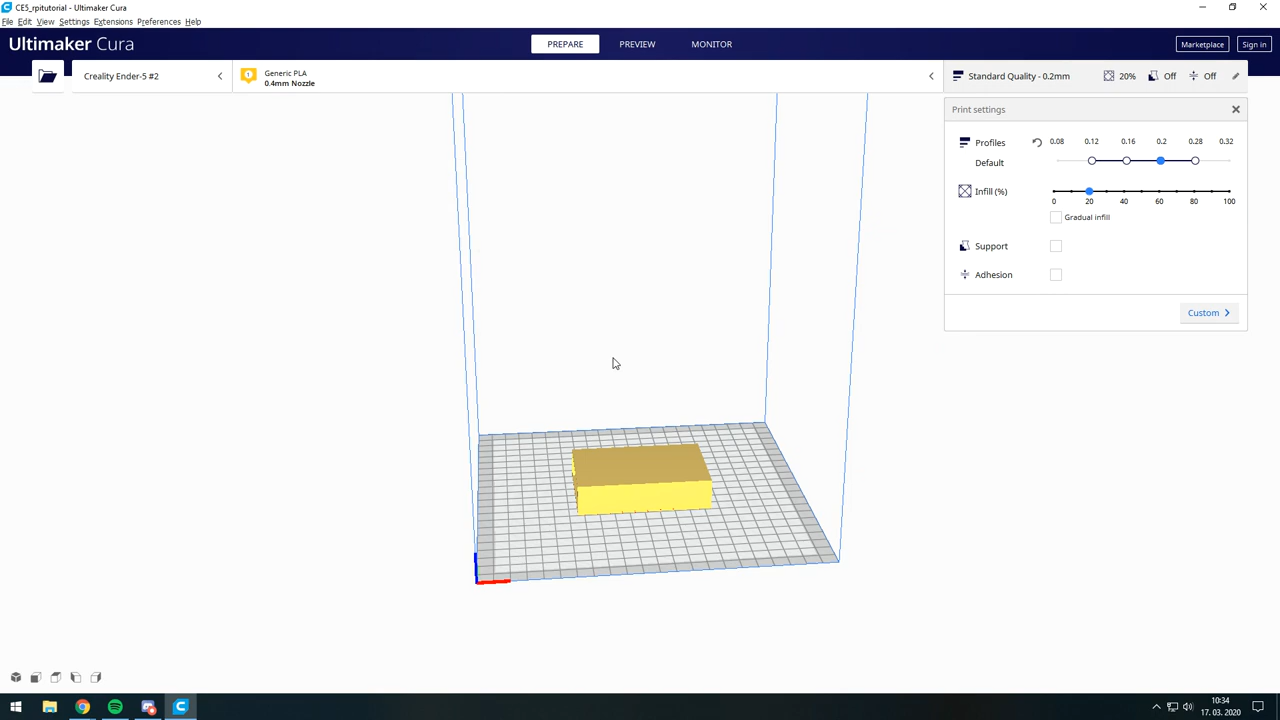 CE5_rpitutorial - Ultimaker Cura
File Edit View Settings Extensions Preferences Help
Ultimaker Cura
PREPARE PREVIEW MONITOR
Marketplace Sign in
Creality Ender-5 #2
1 Generic PLA
0.4mm Nozzle
Standard Quality - 0.2mm 20% Off Off
Print settings
Profiles 0.08 0.12 0.16 0.2 0.28 0.32
Default
Infill (%)
0 20 40 60 80 100
Gradual infill
Support
Adhesion
Custom
10:34
17. 03. 2020